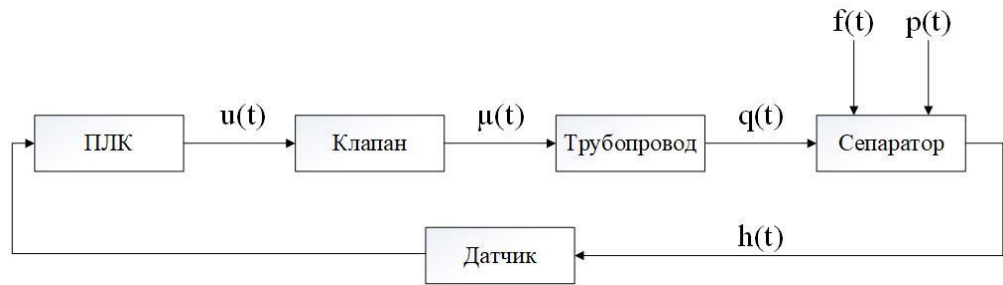 f(t) p(t)
ПЛК u(t) Клапан μ(t) Трубопровод q(t) Сепаратор
h(t)
Датчик